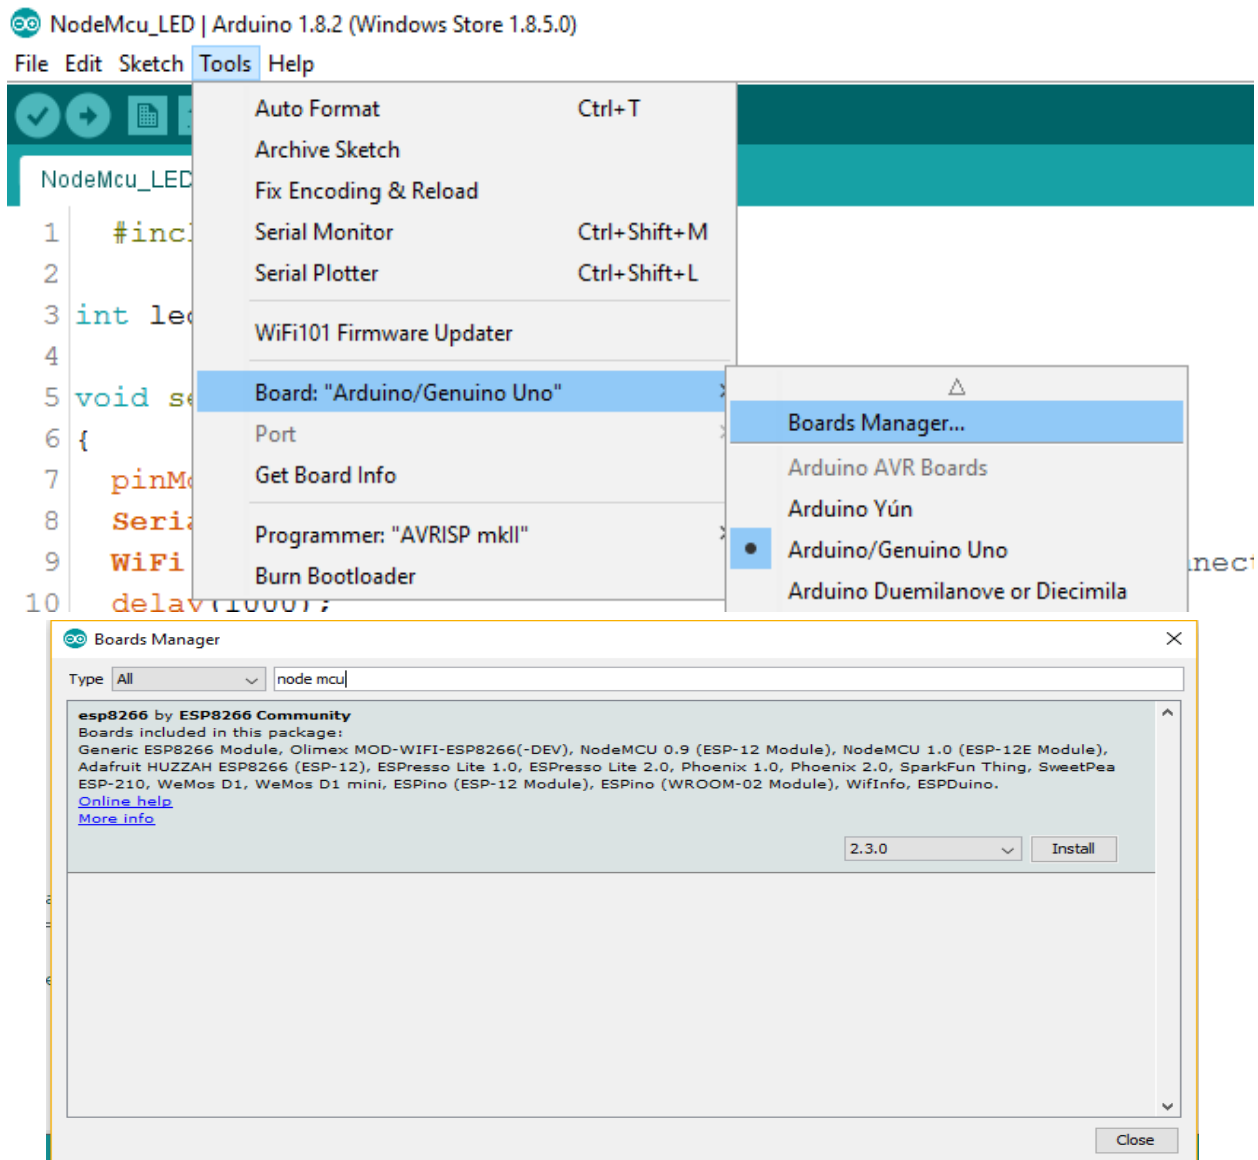 NodeMcu_LED | Arduino 1.8.2 (Windows Store 1.8.5.0)
File Edit Sketch Tools Help
Auto Format Ctrl+T
Archive Sketch
NodeMcu_LED
Fix Encoding & Reload
1 #incl
Serial Monitor Ctrl+Shift+M
2
Serial Plotter Ctrl+Shift+L
3 int led
WiFi101 Firmware Updater
4
5 void se
Board: "Arduino/Genuino Uno"
Boards Manager...
6 {
Port
Arduino AVR Boards
7 pinMo
Get Board Info
Arduino Yún
8 Seria
Programmer: "AVRISP mkII"
Arduino/Genuino Uno
9 WiFi
nnect
Burn Bootloader
Arduino Duemilanove or Diecimila
10 delay(1000);
Boards Manager
Type All node mcu
esp8266 by ESP8266 Community
Boards included in this package:
Generic ESP8266 Module, Olimex MOD-WIFI-ESP8266(-DEV), NodeMCU 0.9 (ESP-12 Module), NodeMCU 1.0 (ESP-12E Module),
Adafruit HUZZAH ESP8266 (ESP-12), ESPresso Lite 1.0, ESPresso Lite 2.0, Phoenix 1.0, Phoenix 2.0, SparkFun Thing, SweetPea
ESP-210, WeMos D1, WeMos D1 mini, ESPino (ESP-12 Module), ESPino (WROOM-02 Module), WifInfo, ESPDuino.
Online help
More info
2.3.0 Install
Close